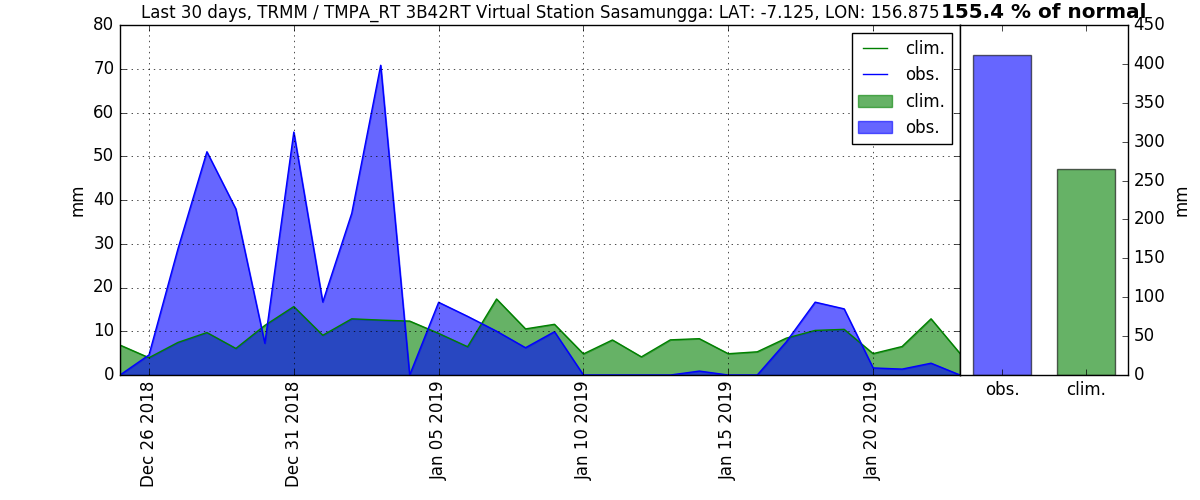 Last 30 days, TRMM / TMPA_RT 3B42RT Virtual Station Sasamungga: LAT: -7.125, LON: 156.875
155.4 % of normal
80
70
60
50
40
30
20
10
0
mm
clim.
obs.
clim.
obs.
Dec 26 2018
Dec 31 2018
Jan 05 2019
Jan 10 2019
Jan 15 2019
Jan 20 2019
450
400
350
300
250
200
150
100
50
0
mm
obs.
clim.